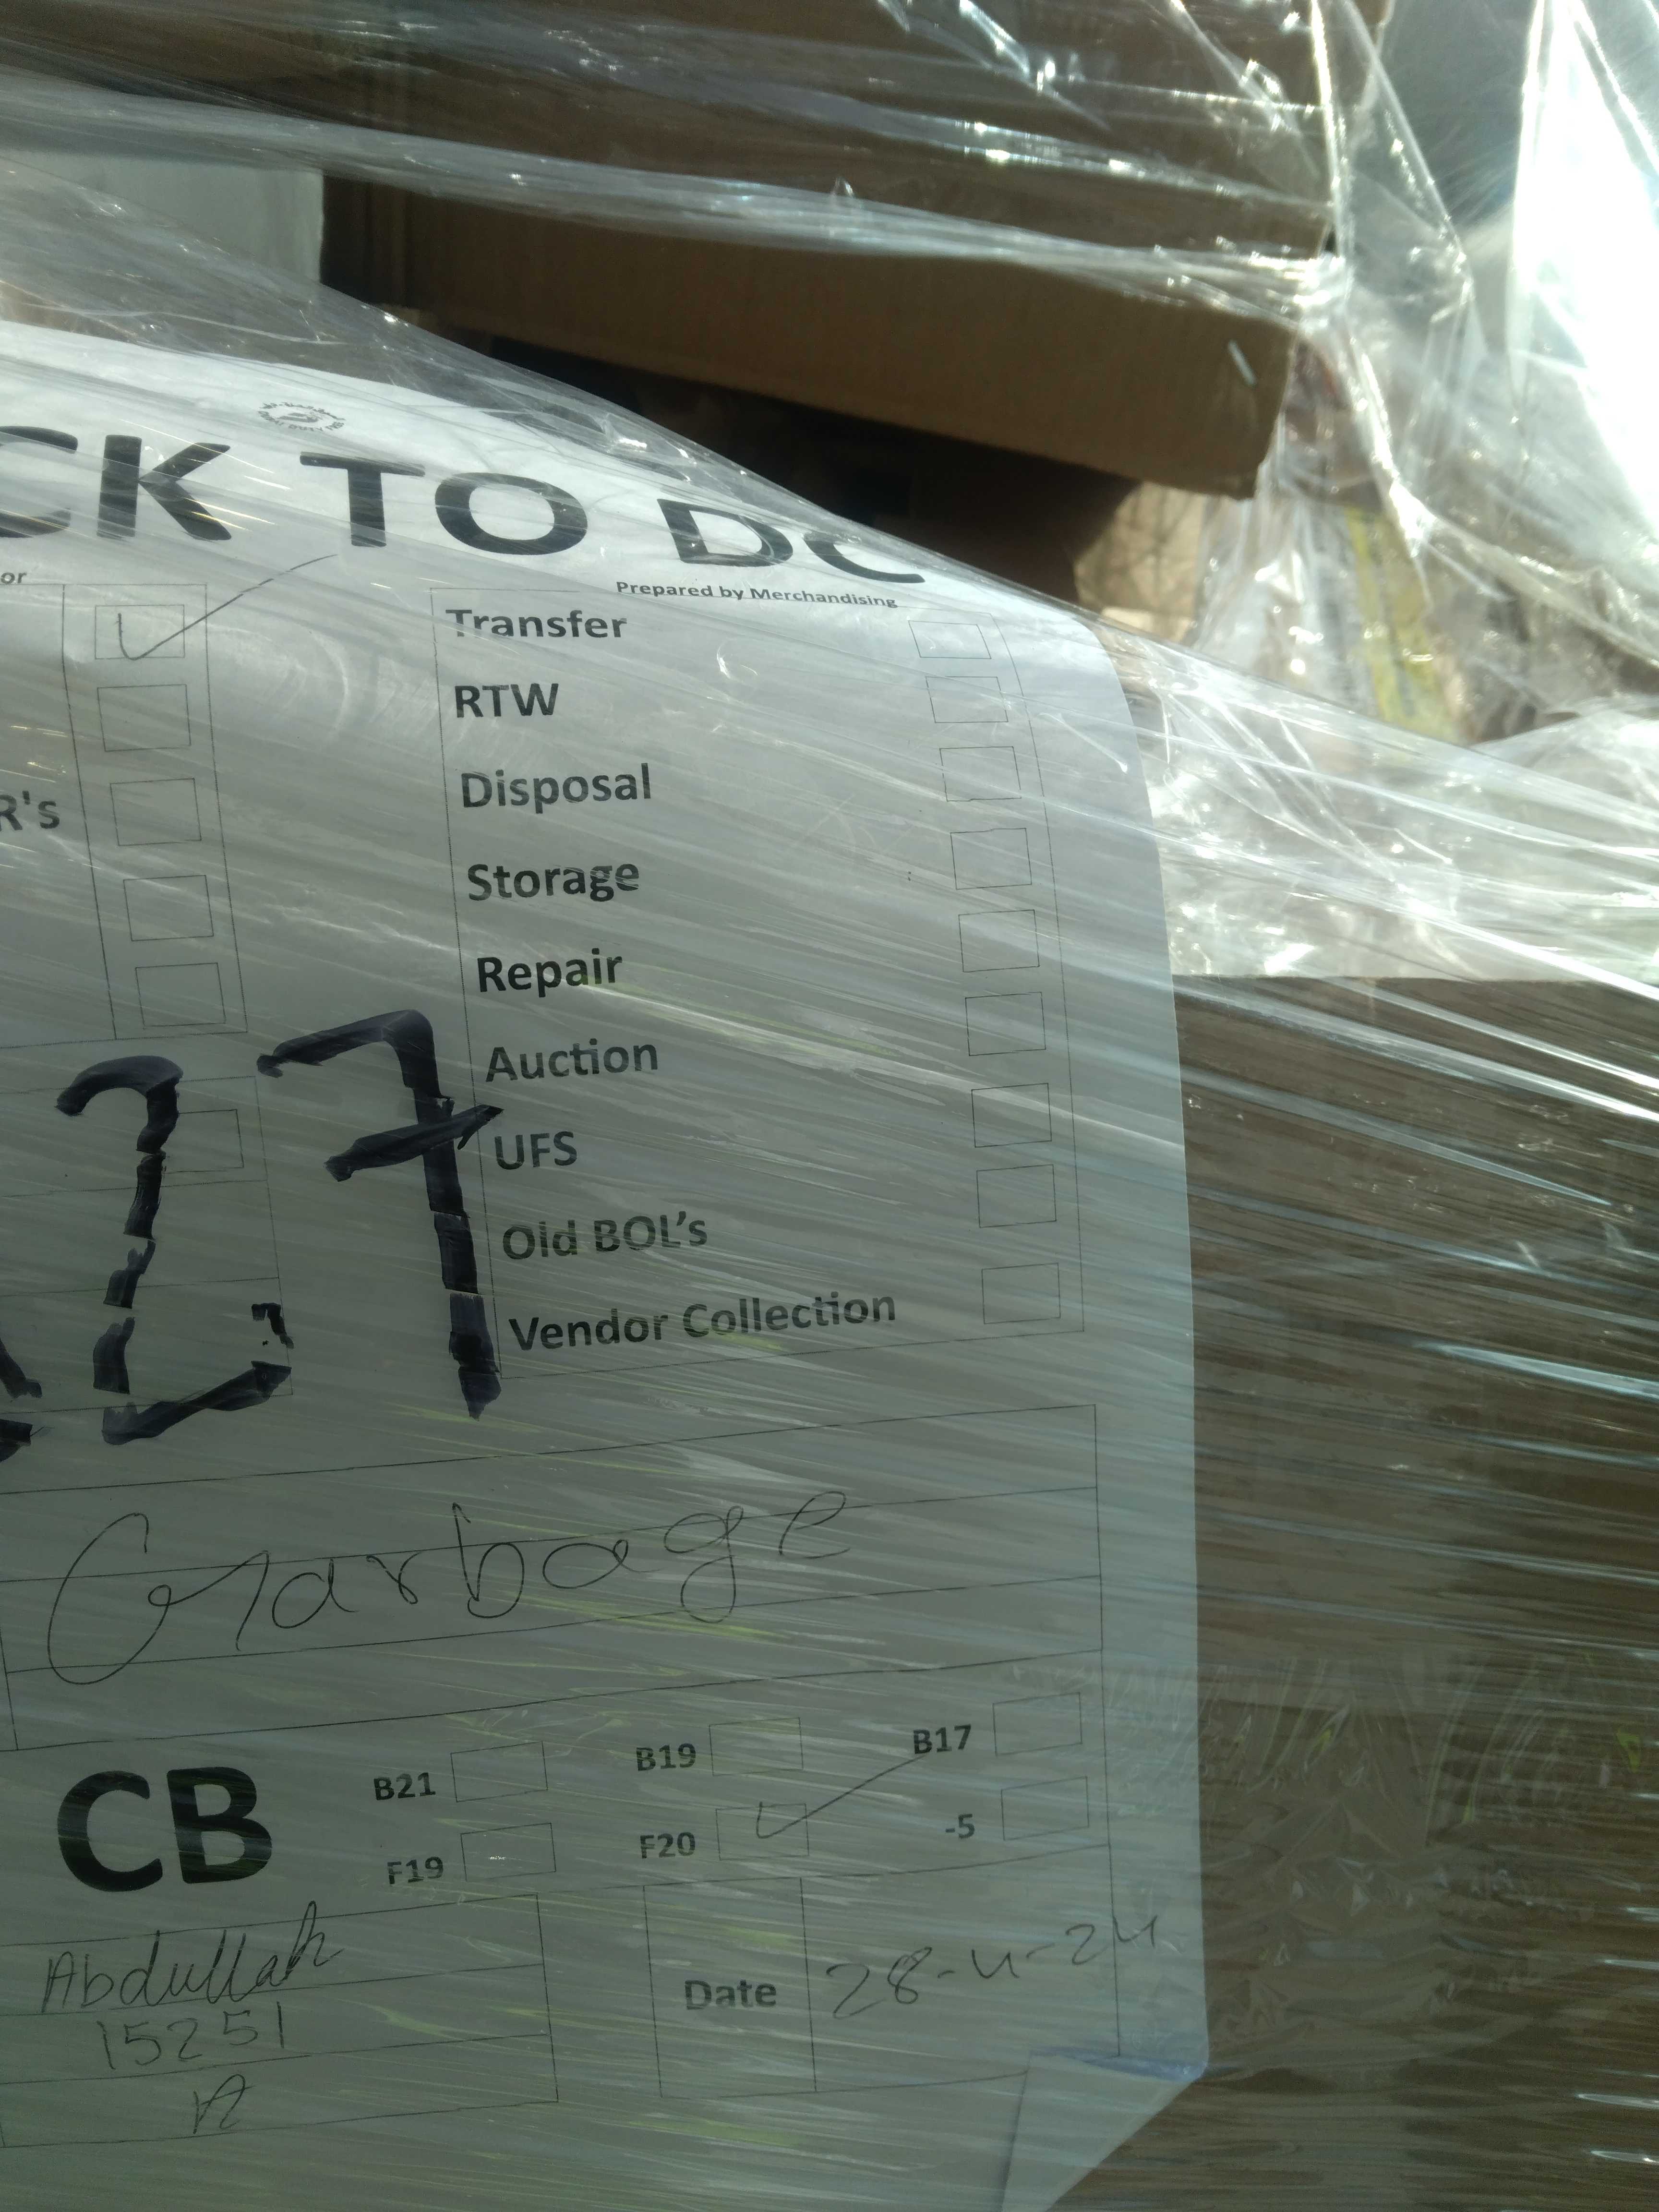 CK TO DC
or
Prepared by Merchandising
Transfer
RTW
Disposal
R's
Storage
Repair
Auction
27
UFS
Old BOL's
Vendor Collection
Garbage
CB
B21
B19
B17
F19
F20
-5
Abdullah
15251
Date
28-4-24